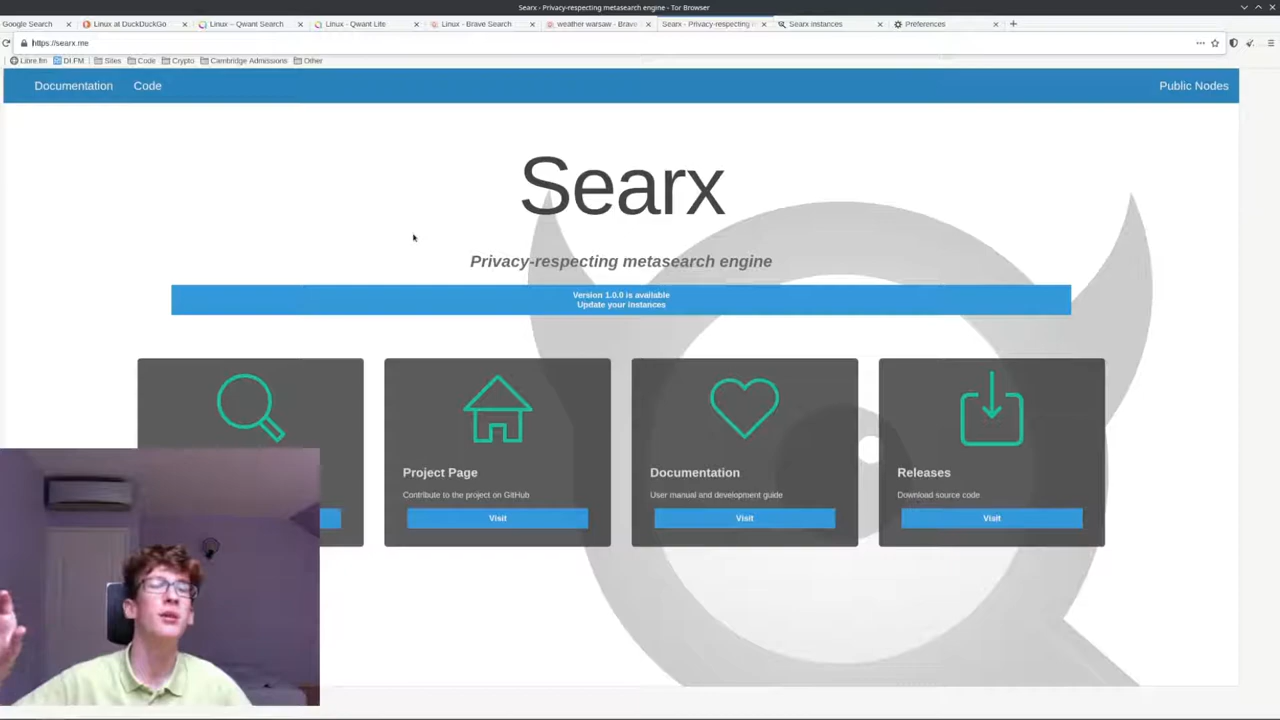 Searx - Privacy-respecting metasearch engine - Tor Browser
Google Search
Linux at DuckDuckGo
Linux - Qwant Search
Linux - Qwant Lite
Linux - Brave Search
weather warsaw - Brave
Searx - Privacy-respecting
Searx instances
Preferences
https://searx.me
Libre.fm
DI.FM
Sites
Code
Crypto
Cambridge Admissions
Other
Documentation
Code
Public Nodes
Searx
Privacy-respecting metasearch engine
Version 1.0.0 is available
Update your instances
Project Page
Contribute to the project on GitHub
Visit
Documentation
User manual and development guide
Visit
Releases
Download source code
Visit